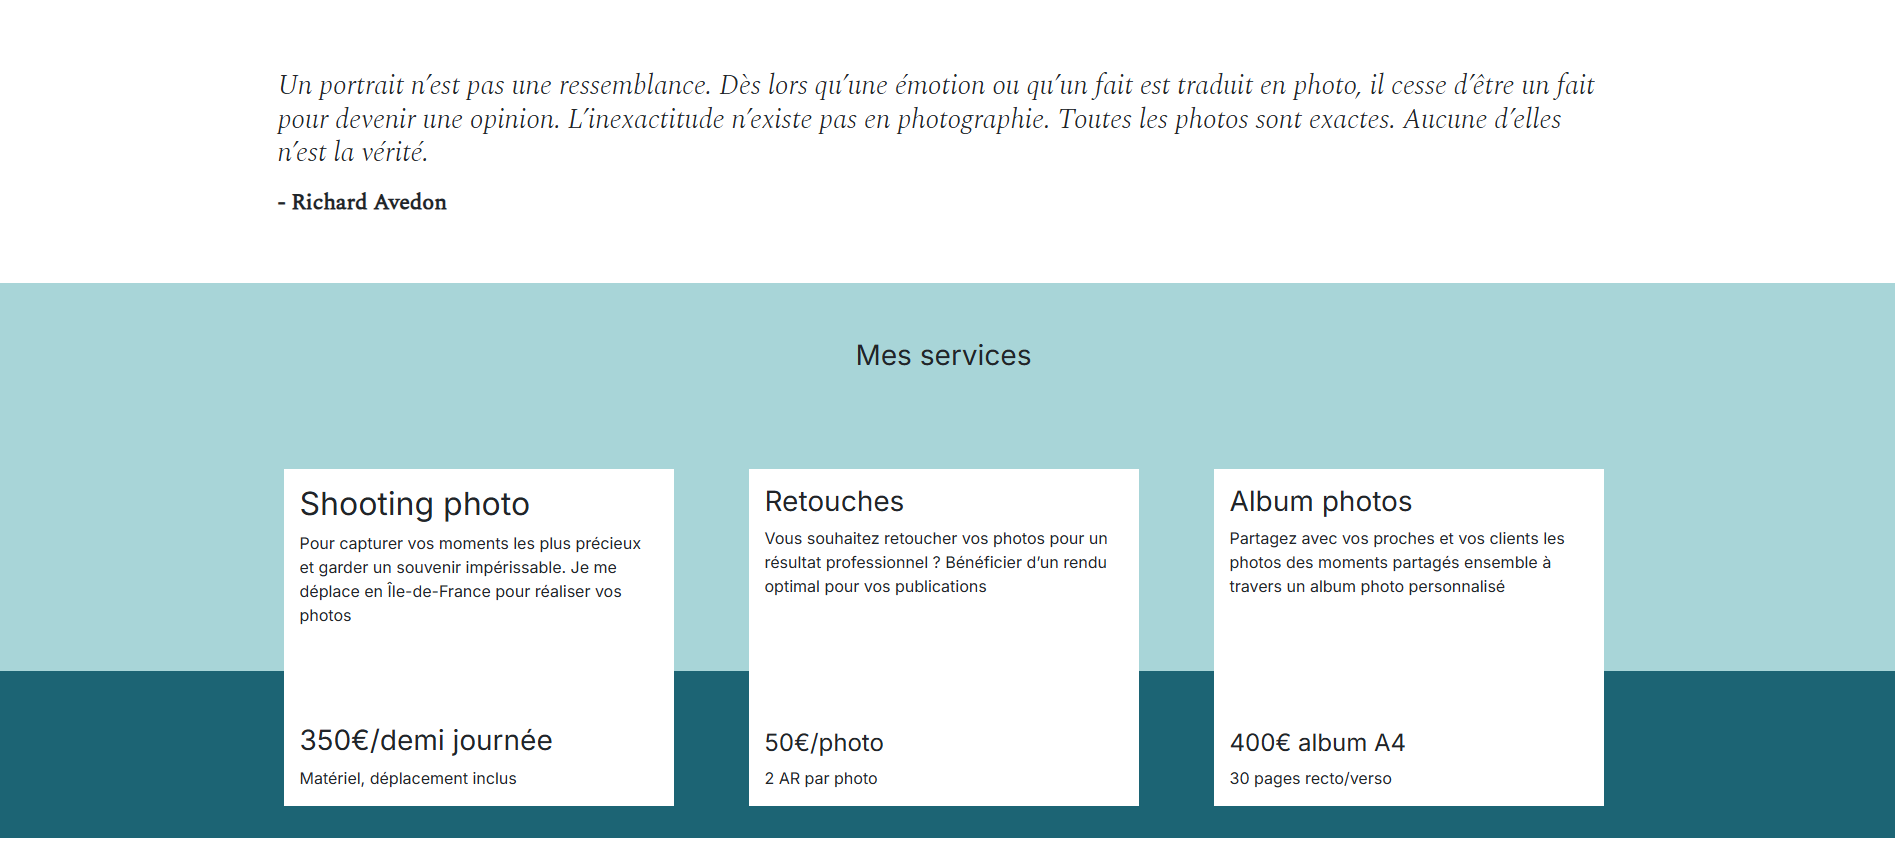 Un portrait n’est pas une ressemblance. Dès lors qu’une émotion ou qu’un fait est traduit en photo, il cesse d’être un fait
pour devenir une opinion. L’inexactitude n’existe pas en photographie. Toutes les photos sont exactes. Aucune d’elles
n’est la vérité.
- Richard Avedon
Mes services
Shooting photo
Pour capturer vos moments les plus précieux
et garder un souvenir impérissable. Je me
déplace en Île-de-France pour réaliser vos
photos
350€/demi journée
Matériel, déplacement inclus
Retouches
Vous souhaitez retoucher vos photos pour un
résultat professionnel ? Bénéficier d’un rendu
optimal pour vos publications
50€/photo
2 AR par photo
Album photos
Partagez avec vos proches et vos clients les
photos des moments partagés ensemble à
travers un album photo personnalisé
400€ album A4
30 pages recto/verso